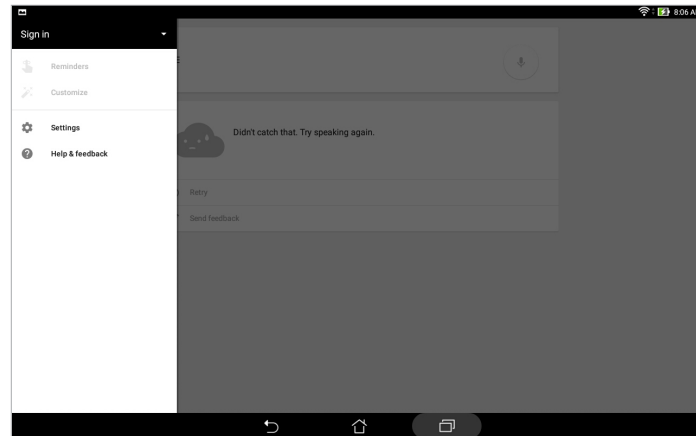 8:06 A
Sign in
Reminders
Customize
Settings
Help & feedback
Didn't catch that. Try speaking again.
Retry
Send feedback